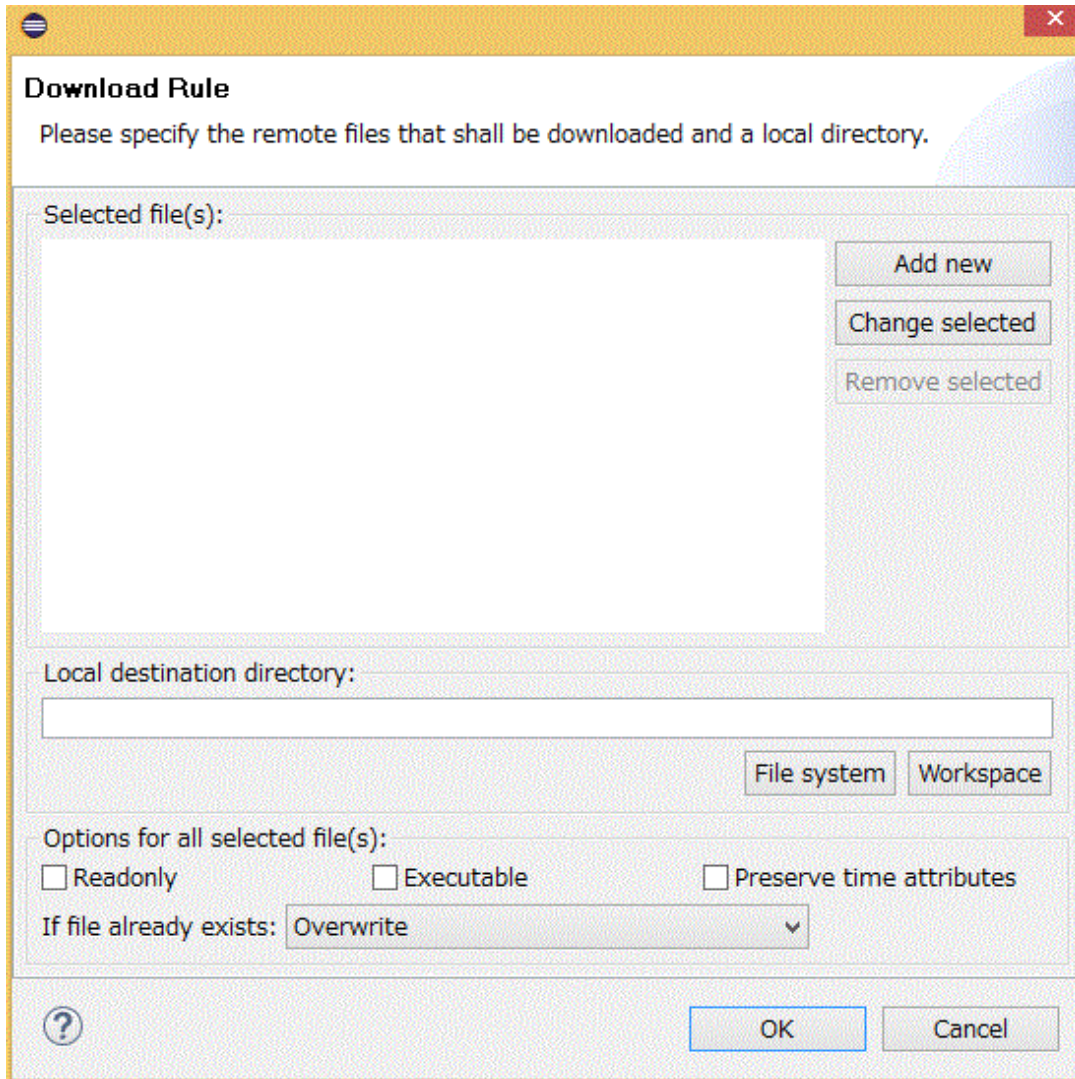 Download Rule
Please specify the remote files that shall be downloaded and a local directory.
Selected file(s):
Add new
Change selected
Remove selected
Local destination directory:
File system Workspace
Options for all selected file(s):
Readonly Executable Preserve time attributes
If file already exists: Overwrite
OK Cancel